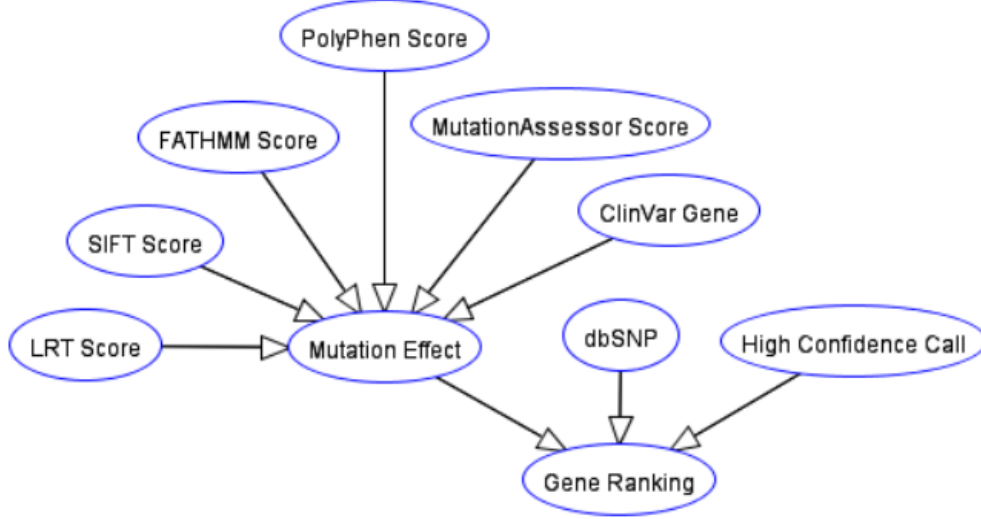 PolyPhen Score
MutationAssessor Score
FATHMM Score
ClinVar Gene
SIFT Score
LRT Score
Mutation Effect
dbSNP
High Confidence Call
Gene Ranking